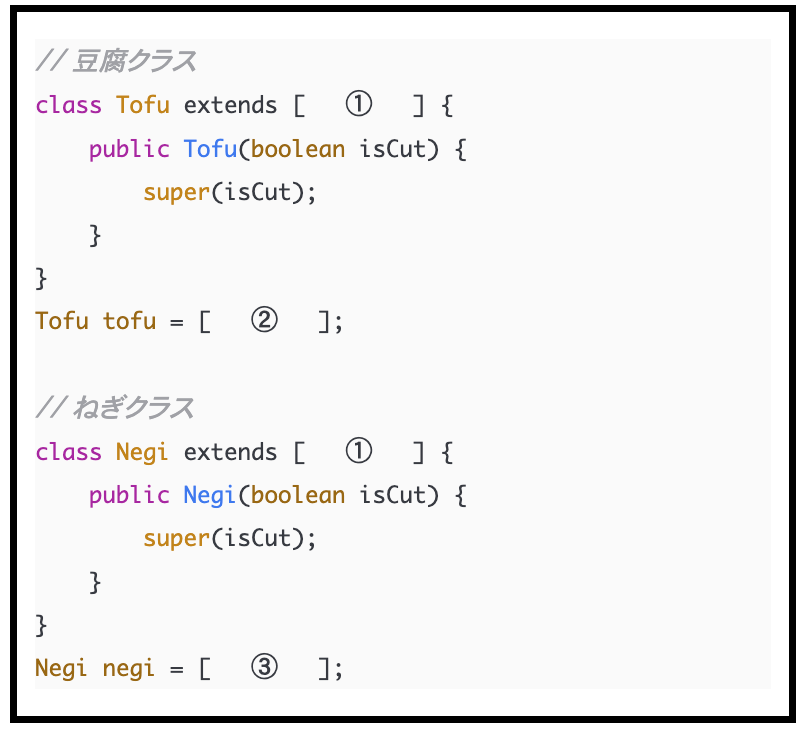 // 豆腐クラス
class Tofu extends [   ①   ] {
    public Tofu(boolean isCut) {
        super(isCut);
    }
}
Tofu tofu = [   ②   ];

// ねぎクラス
class Negi extends [   ①   ] {
    public Negi(boolean isCut) {
        super(isCut);
    }
}
Negi negi = [   ③   ];